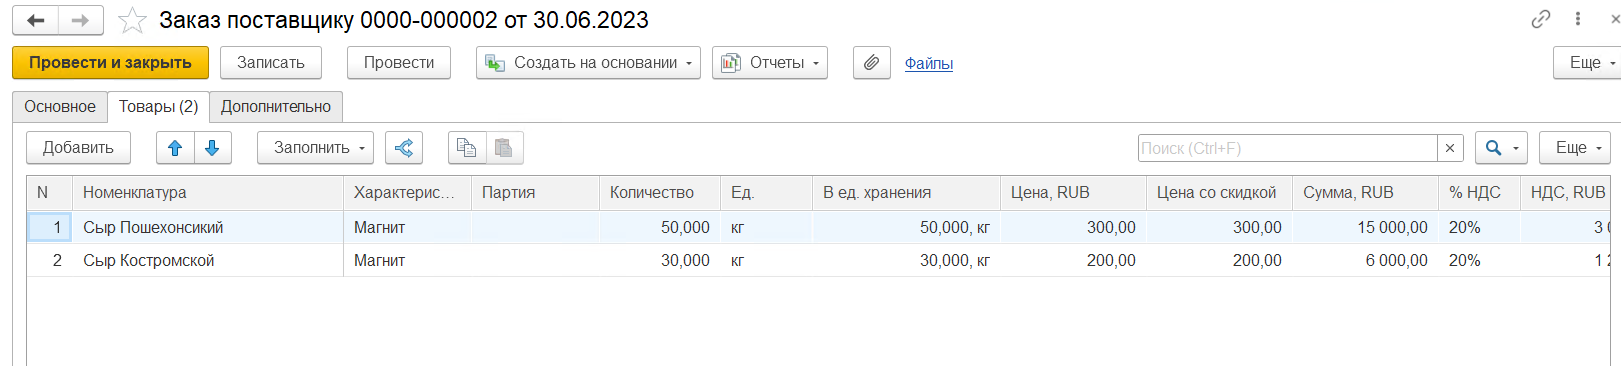 Заказ поставщику 0000-000002 от 30.06.2023
Провести и закрыть Записать Провести Создать на основании Отчеты Файлы Еще
Основное Товары (2) Дополнительно
Добавить Заполнить Поиск (Ctrl+F) × Еще
N Номенклатура Характерис... Партия Количество Ед. В ед. хранения Цена, RUB Цена со скидкой Сумма, RUB % НДС НДС, RUB
1 Сыр Пошехонсикий Магнит 50,000 кг 50,000, кг 300,00 300,00 15 000,00 20% 3 0
2 Сыр Костромской Магнит 30,000 кг 30,000, кг 200,00 200,00 6 000,00 20% 1 2